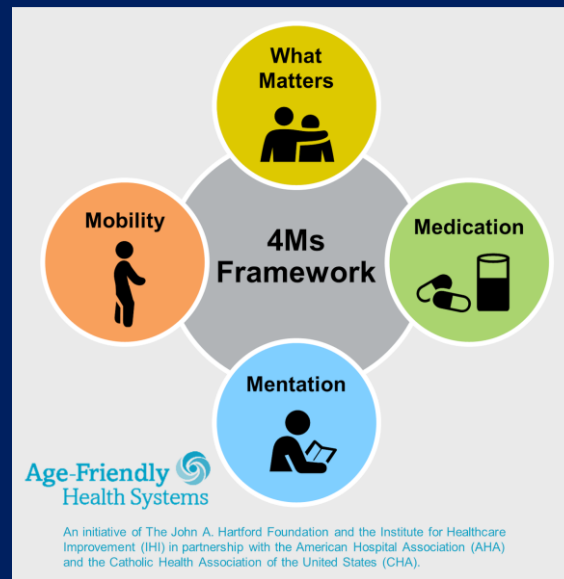 What
Matters
Mobility
4Ms
Framework
Medication
Mentation
Age-Friendly
Health Systems
An initiative of The John A. Hartford Foundation and the Institute for Healthcare
Improvement (IHI) in partnership with the American Hospital Association (AHA)
and the Catholic Health Association of the United States (CHA).